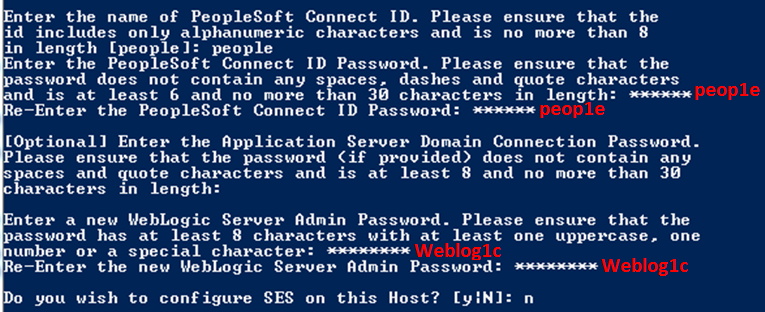 Enter the name of PeopleSoft Connect ID. Please ensure that the
id includes only alphanumeric characters and is no more than 8
in length [people]: people
Enter the PeopleSoft Connect ID Password. Please ensure that the
password does not contain any spaces, dashes and quote characters
and is at least 6 and no more than 30 characters in length: ****** peop1e
Re-Enter the PeopleSoft Connect ID Password: ****** peop1e
[Optional] Enter the Application Server Domain Connection Password.
Please ensure that the password (if provided) does not contain any
spaces and quote characters and is at least 8 and no more than 30
characters in length:
Enter a new WebLogic Server Admin Password. Please ensure that the
password has at least 8 characters with at least one uppercase, one
number or a special character: ******** Weblog1c
Re-Enter the new WebLogic Server Admin Password: ******** Weblog1c
Do you wish to configure SES on this Host? [y|N]: n